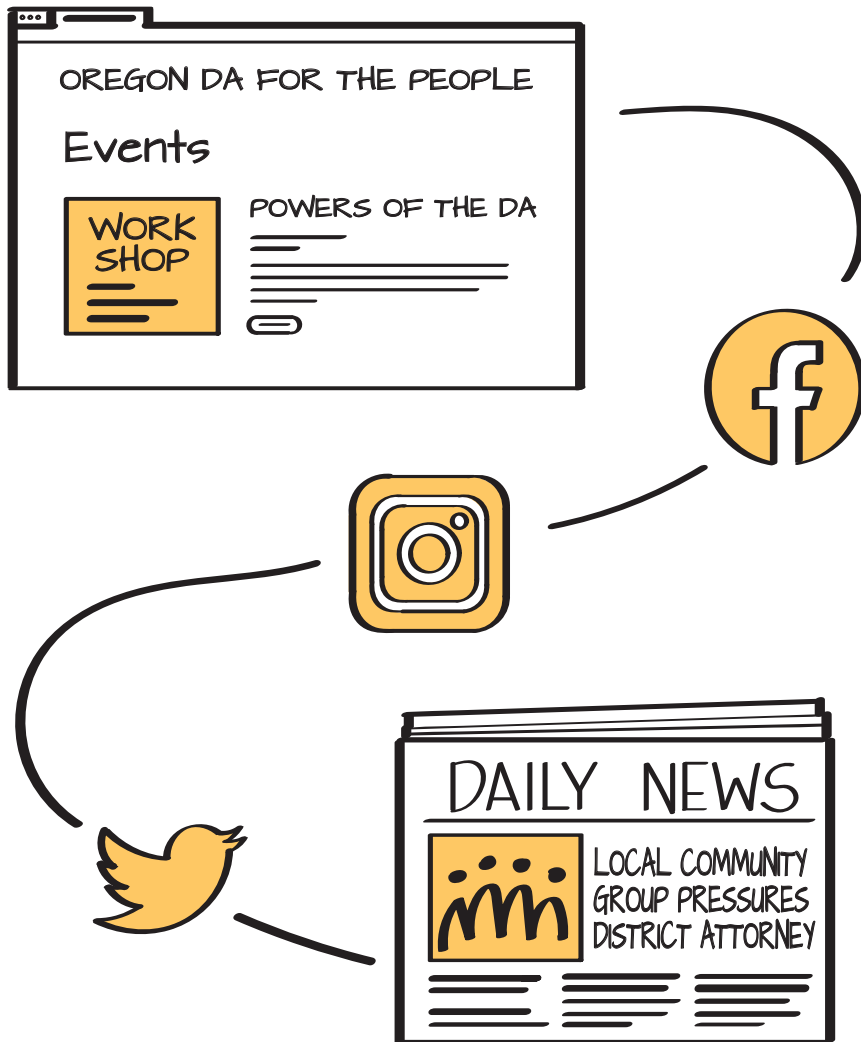 OREGON DA FOR THE PEOPLE
Events
WORK
SHOP
POWERS OF THE DA
DAILY NEWS
LOCAL COMMUNITY
GROUP PRESSURES
DISTRICT ATTORNEY